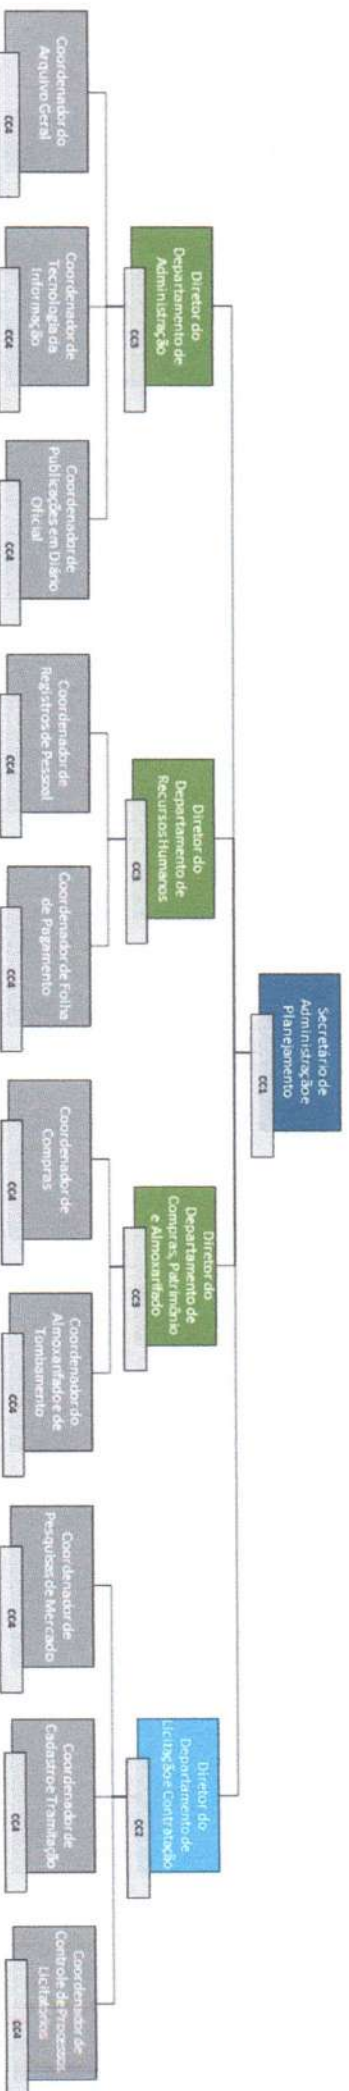 Secretário de
Administração e
Planejamento
CC1
Diretor do
Departamento de
Administração
CC3
Diretor do
Departamento de
Recursos Humanos
CC3
Diretor do
Departamento de
Compras, Patrimônio
e Almoxarifado
CC3
Diretor do
Departamento de
Licitação e Contratação
CC2
Coordenador do
Arquivo Geral
CC4
Coordenador de
Tecnologia da
Informação
CC4
Coordenador de
Publicações em Diário
Oficial
CC4
Coordenador de
Registros de Pessoal
CC4
Coordenador de Folha
de Pagamento
CC4
Coordenador de
Compras
CC4
Coordenador do
Almoxarifado e de
Tombamento
CC4
Coordenador de
Pesquisas de Mercado
CC4
Coordenador de
Cadastro e Tramitação
CC4
Coordenador de
Controle de Processos
Licitatórios
CC4